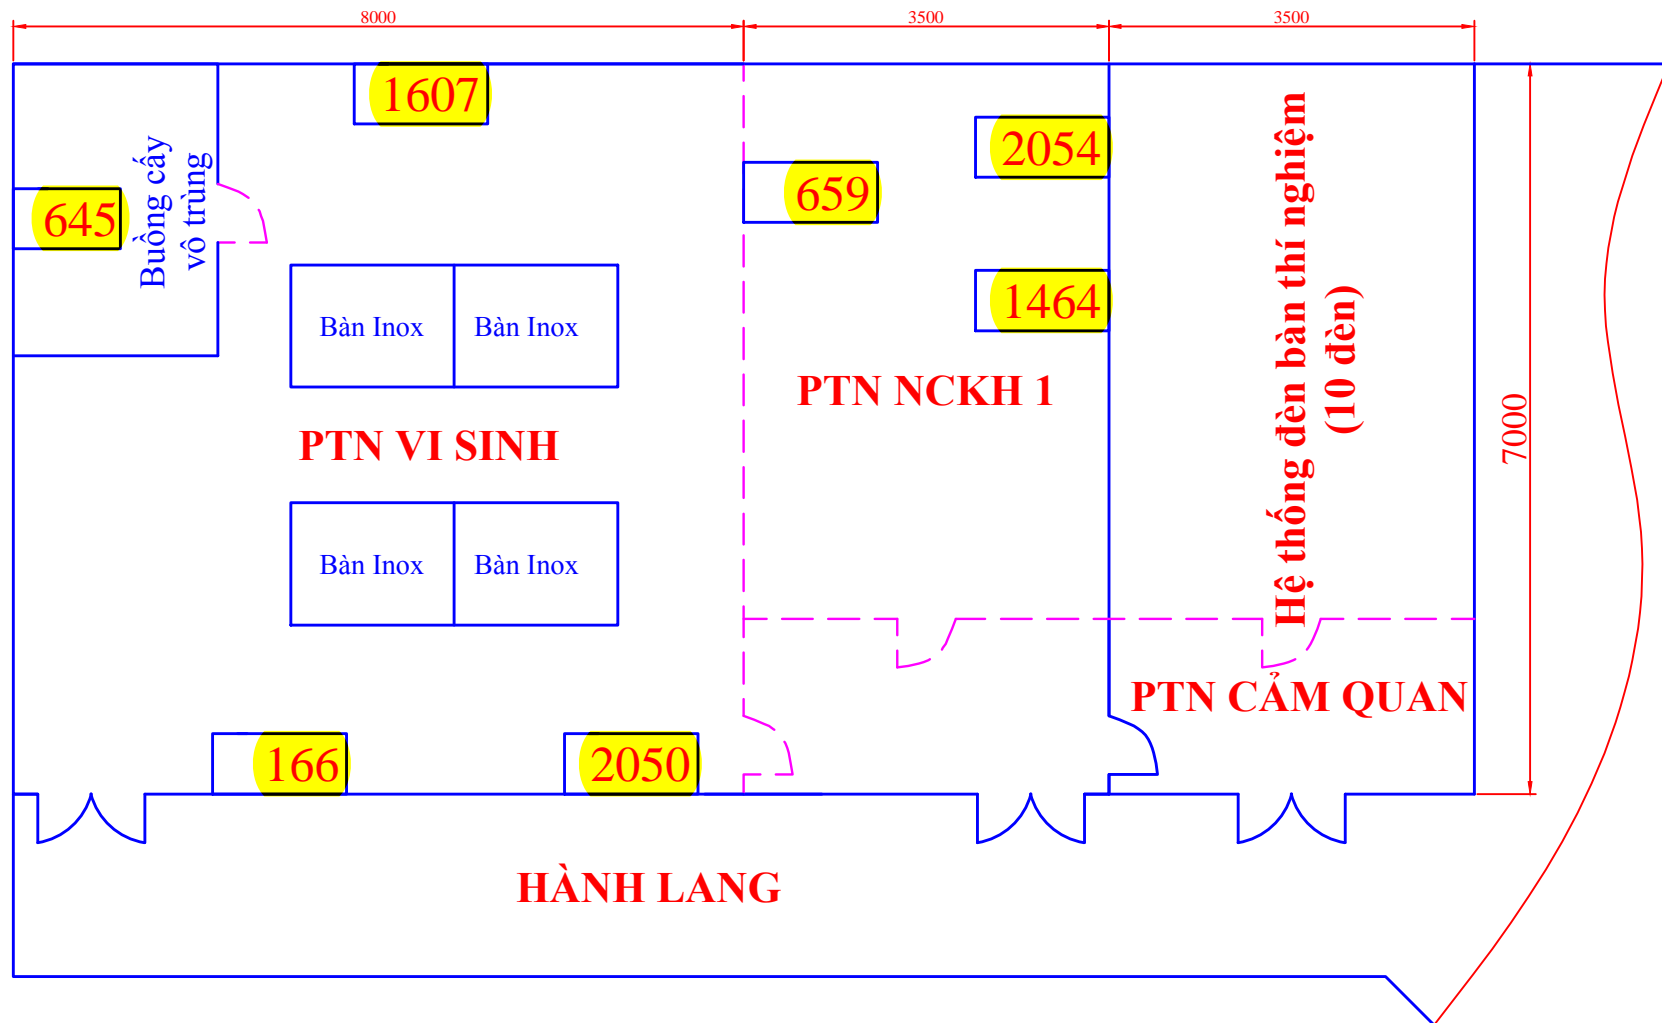 8000
3500
3500
1607
645
Buồng cấy
vô trùng
2054
659
1464
Hệ thống đèn bàn thí nghiệm
(10 đèn)
7000
Bàn Inox
Bàn Inox
PTN NCKH 1
PTN VI SINH
Bàn Inox
Bàn Inox
PTN CẢM QUAN
166
2050
HÀNH LANG